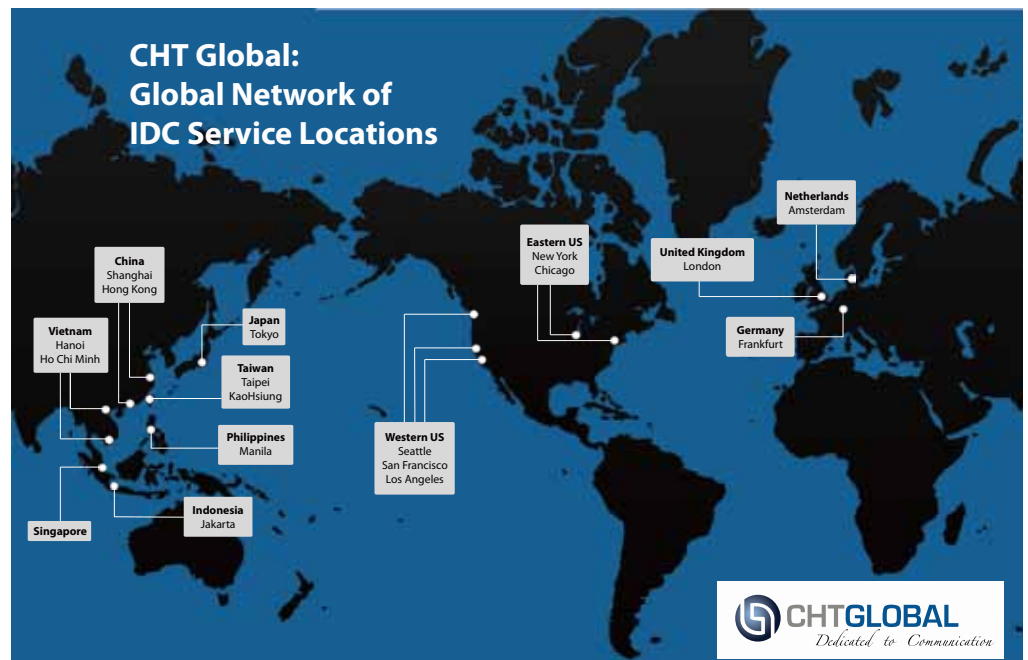 CHT Global:
Global Network of
IDC Service Locations
Netherlands
Amsterdam
Eastern US
New York
Chicago
United Kingdom
London
China
Shanghai
Hong Kong
Japan
Tokyo
Vietnam
Hanoi
Ho Chi Minh
Germany
Frankfurt
Taiwan
Taipei
KaoHsiung
Philippines
Manila
Western US
Seattle
San Francisco
Los Angeles
Indonesia
Jakarta
Singapore
CHTGLOBAL
Dedicated to Communication